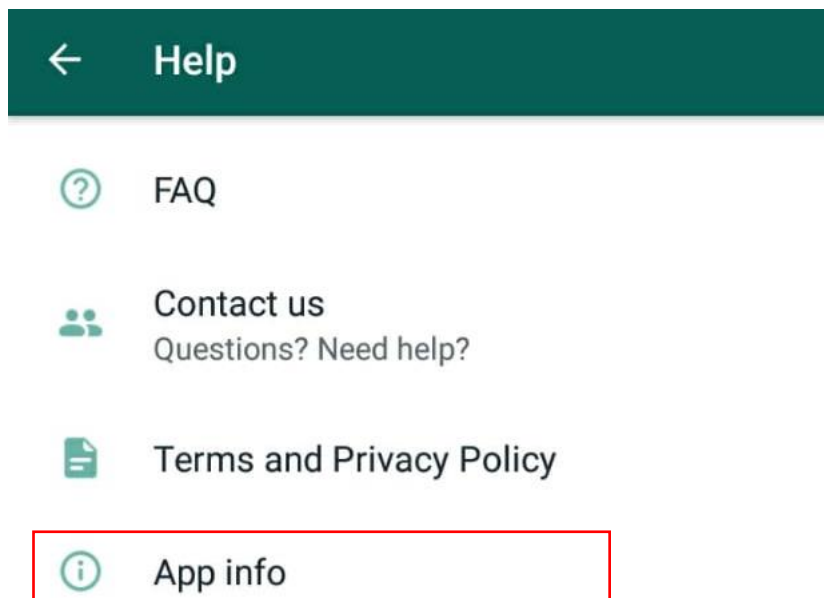 Help
FAQ
Contact us
Questions? Need help?
Terms and Privacy Policy
App info